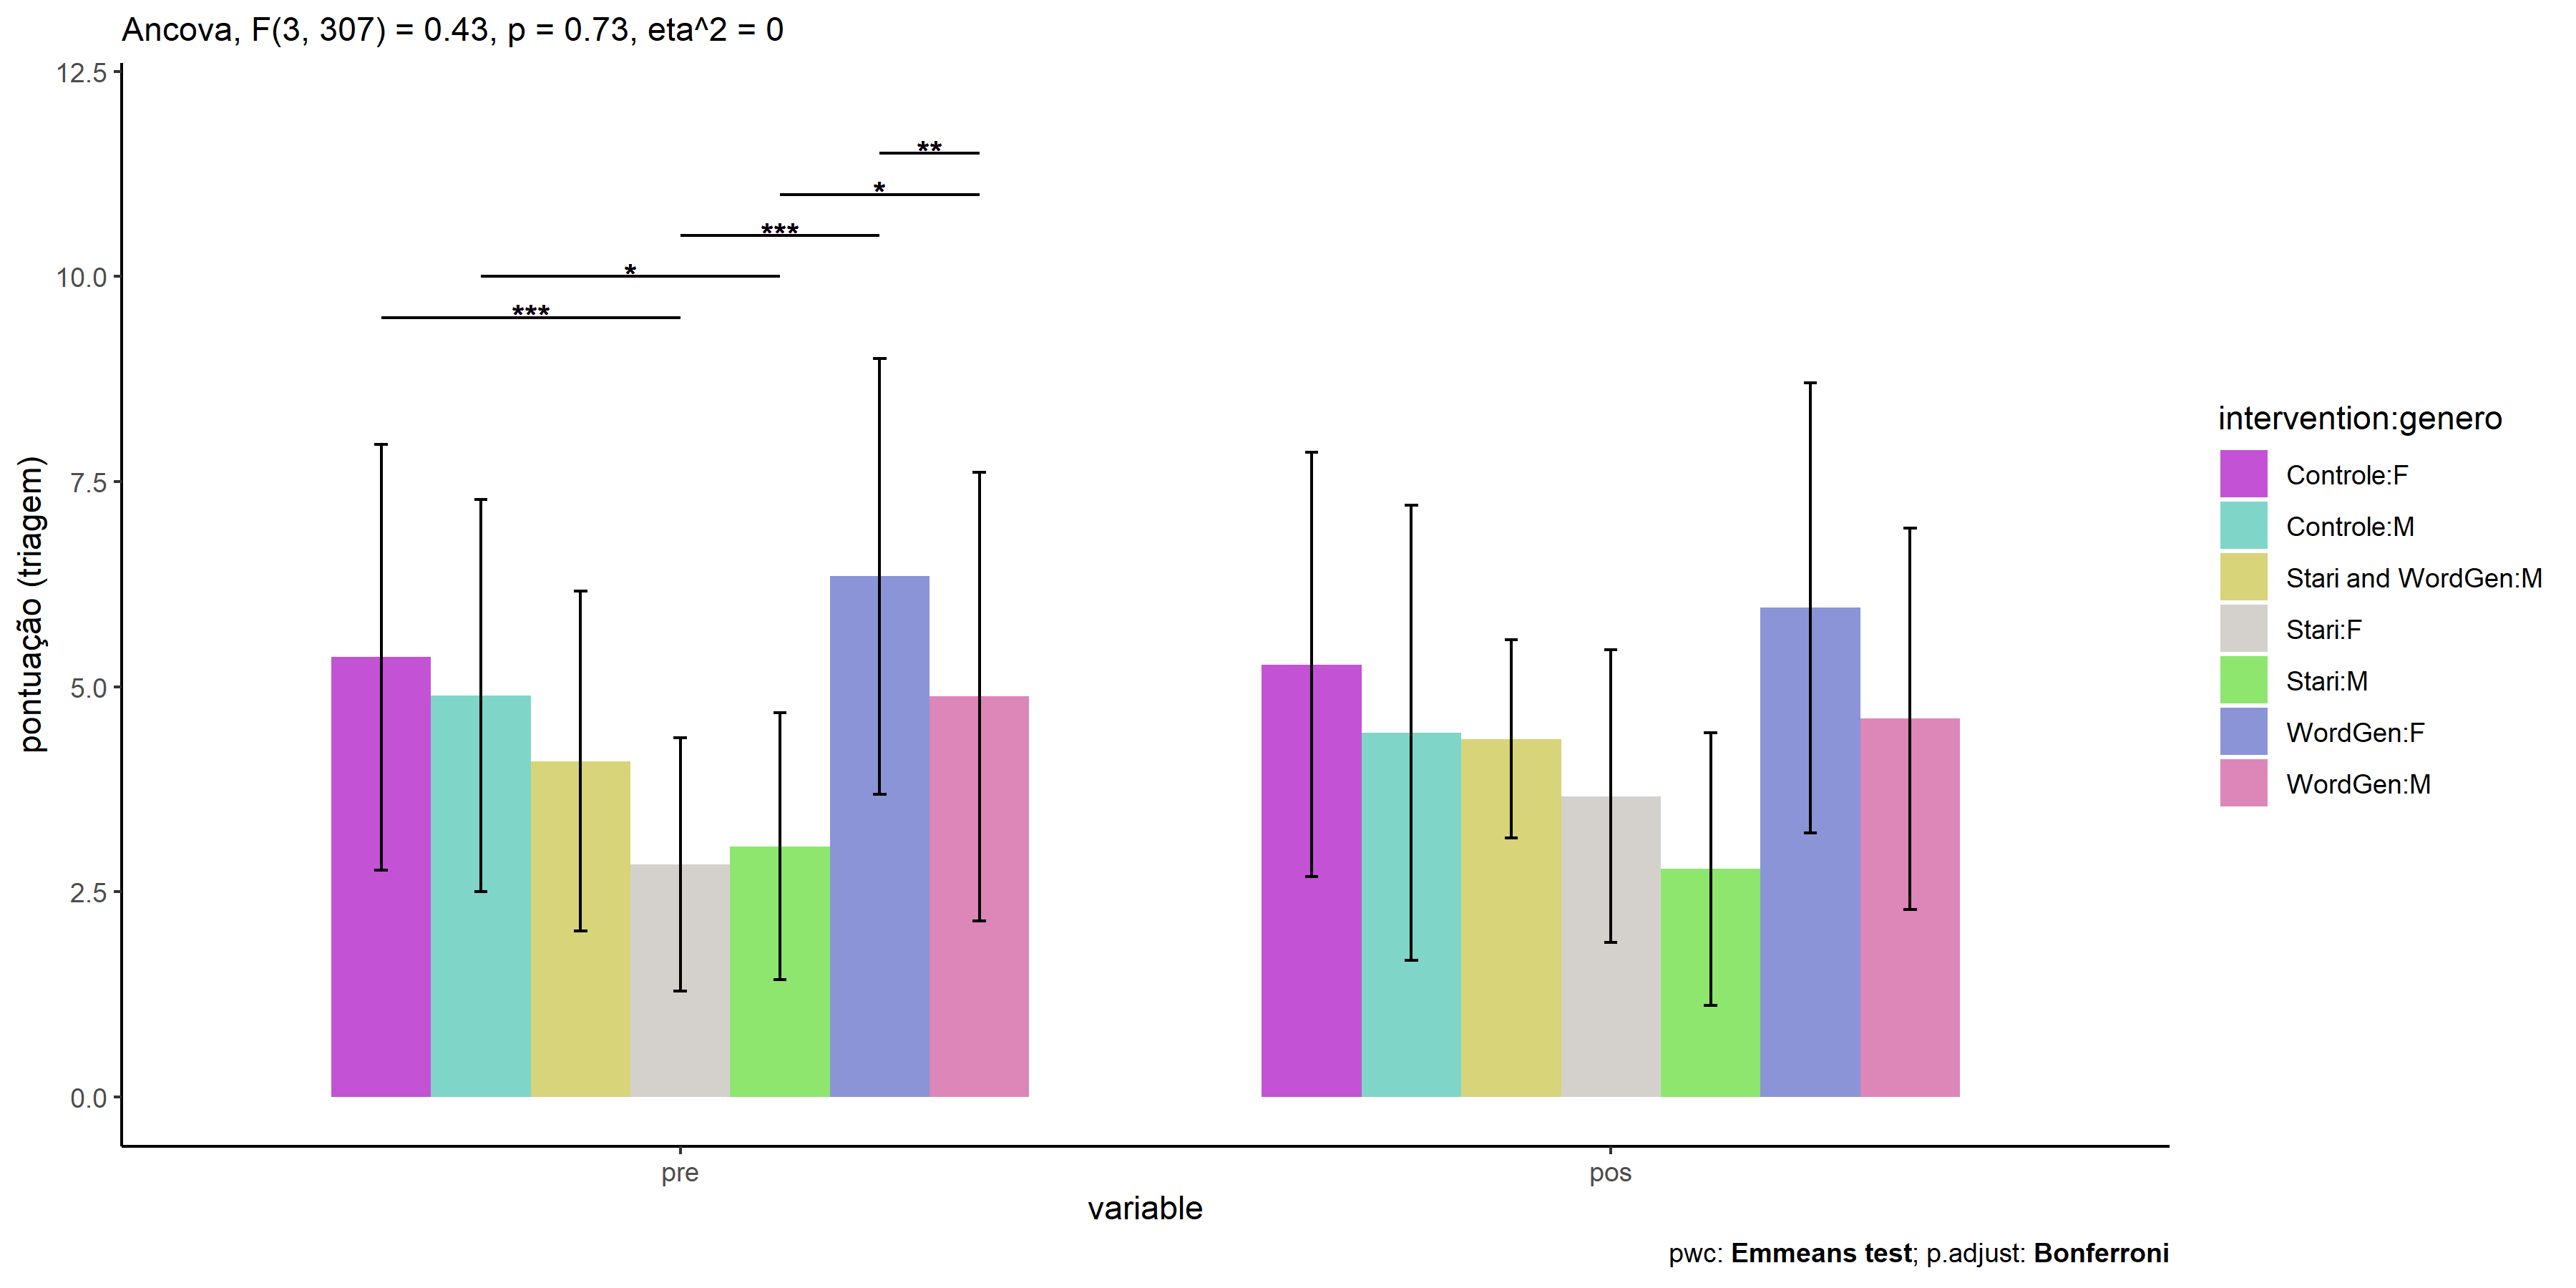 Ancova, F(3, 307) = 0.43, p = 0.73, eta^2 = 0
12.5
10.0
7.5
5.0
2.5
0.0
pontuação (triagem)
**
*
***
*
***
pre
pos
variable
intervention:genero
Controle:F
Controle:M
Stari and WordGen:M
Stari:F
Stari:M
WordGen:F
WordGen:M
pwc: Emmeans test; p.adjust: Bonferroni